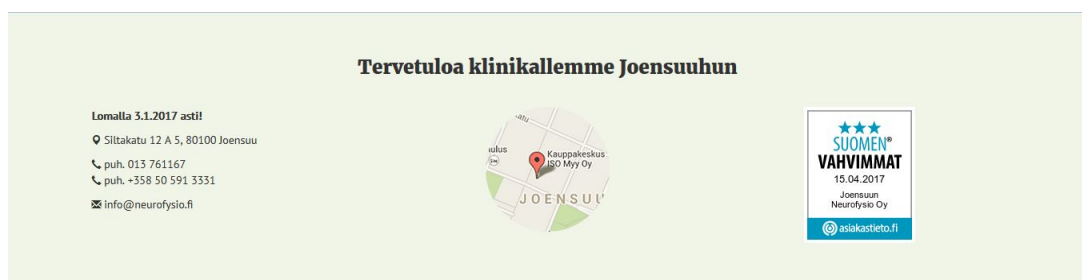 Tervetuloa klinikallemme Joensuuhun
Lomalla 3.1.2017 asti!
Siltakatu 12 A 5, 80100 Joensuu
puh. 013 761167
puh. +358 50 591 3331
info@neurofysio.fi
atu
ulus
Kauppakeskus
ISO Myy Oy
JOENSUU
SUOMEN®
VAHVIMMAT
15.04.2017
Joensuun
Neurofysio Oy
asiakastieto.fi